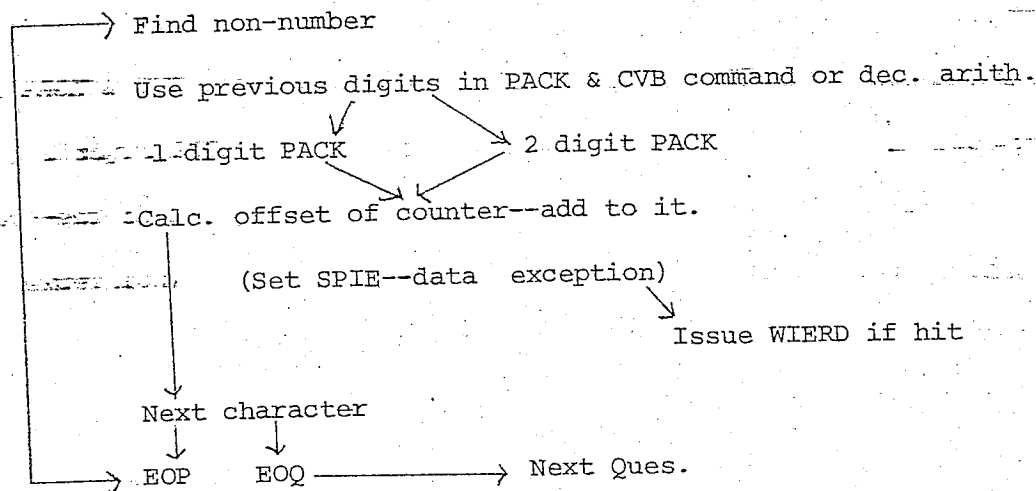 Find non-number
Use previous digits in PACK & CVB command or dec. arith.
1 digit PACK 2 digit PACK
Calc. offset of counter--add to it.
(Set SPIE--data exception)
Issue WIERD if hit
Next character
EOP EOQ Next Ques.